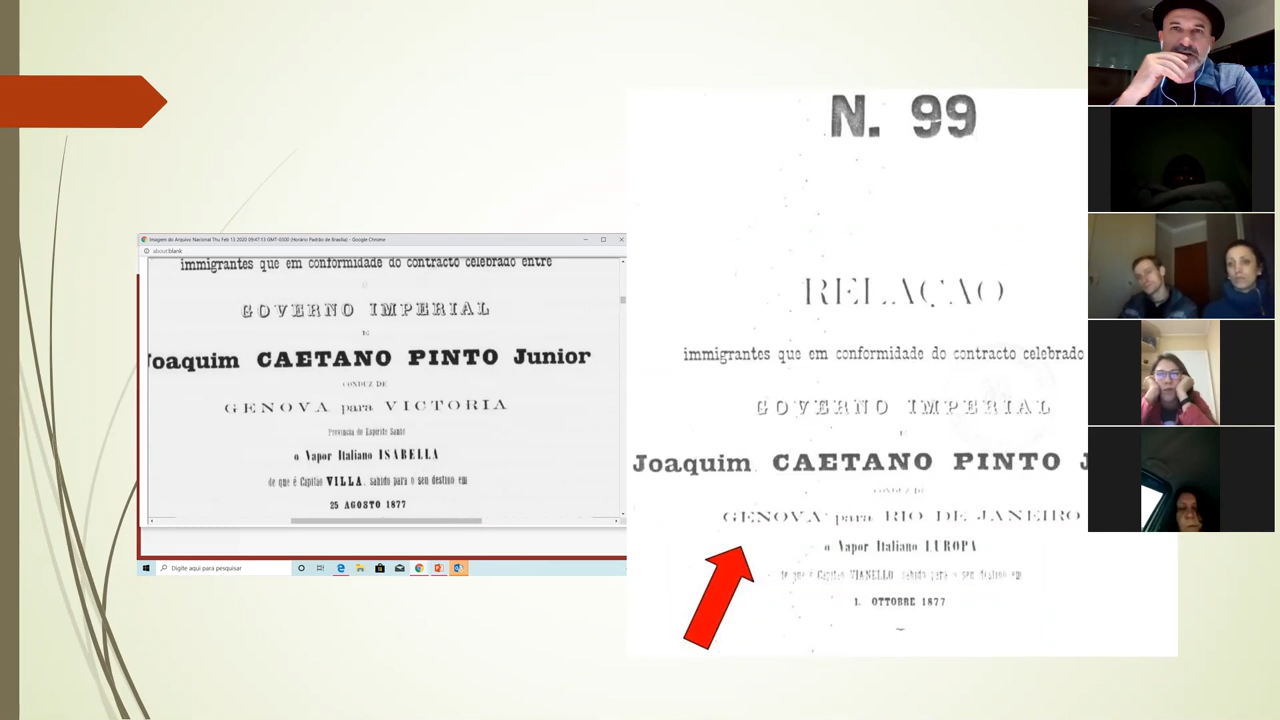 Imagem do Arquivo Nacional Thu Feb 13 2020 09:47:13 GMT-0300 (Horário Padrão de Brasília) - Google Chrome
about:blank
immigrantes que em conformidade do contracto celebrado entre
O
GOVERNO IMPERIAL
E
Joaquim CAETANO PINTO Junior
CONDUZ DE
GENOVA para VICTORIA
Provincia do Espirito Santo
o Vapor Italiano ISABELLA
de que é Capitão VILLA, sahido para o seu destino em
25 AGOSTO 1877
Digite aqui para pesquisar
N. 99
RELAÇAO
immigrantes que em conformidade do contracto celebrado
GOVERNO IMPERIAL
E
Joaquim CAETANO PINTO J
CONDUZ DE
GENOVA para RIO DE JANEIRO
o Vapor Italiano EUROPA
de que é Capitão VIANELLO sahido para o seu destino em
1. OTTOBRE 1877